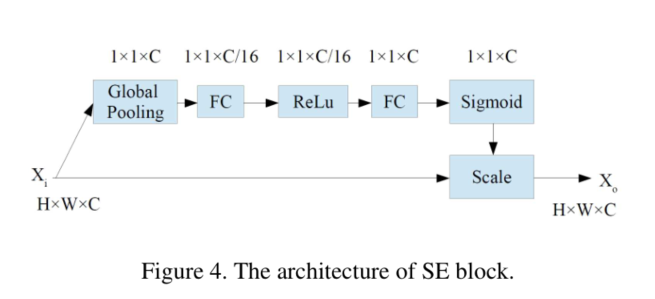 1×1×C 1×1×C/16 1×1×C/16 1×1×C 1×1×C
Global
Pooling
FC
ReLu
FC
Sigmoid
Xi
Scale
Xo
H×W×C
H×W×C
Figure 4. The architecture of SE block.